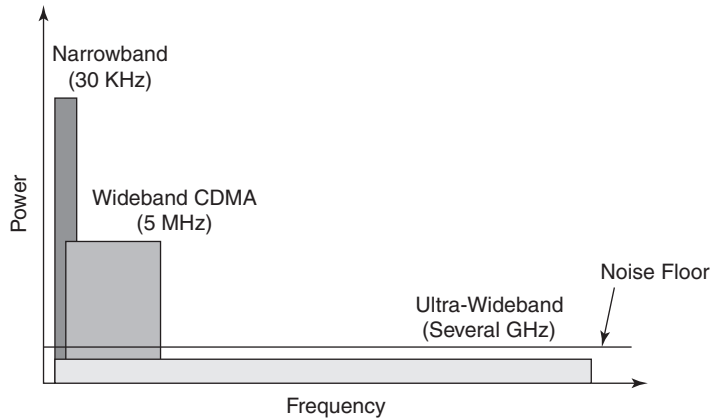 Narrowband
(30 KHz)
Wideband CDMA
(5 MHz)
Power
Noise Floor
Ultra-Wideband
(Several GHz)
Frequency